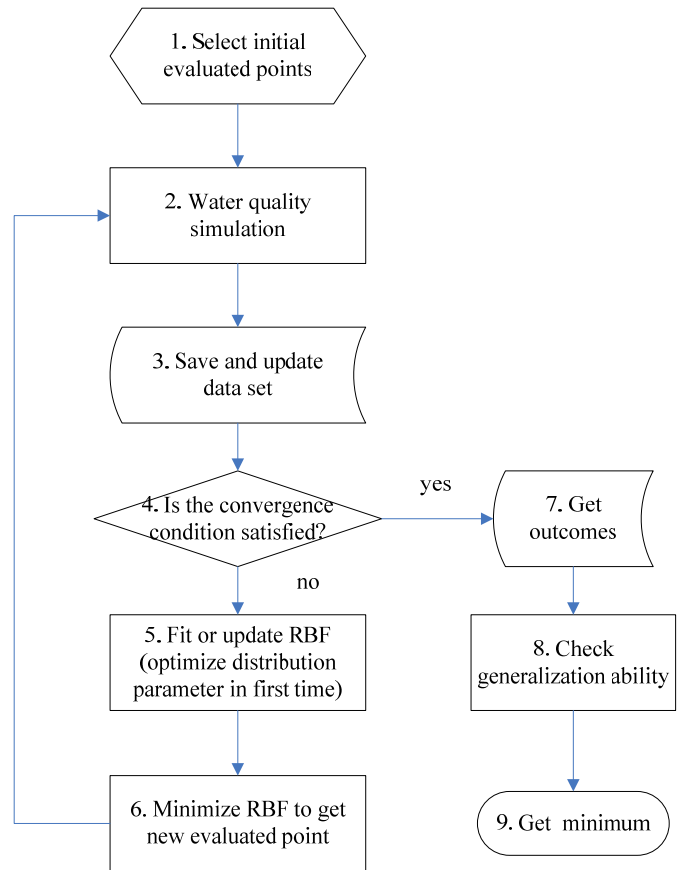 1. Select initial
evaluated points
2. Water quality
simulation
3. Save and update
data set
4. Is the convergence
condition satisfied?
yes
7. Get
outcomes
no
5. Fit or update RBF
(optimize distribution
parameter in first time)
8. Check
generalization ability
6. Minimize RBF to get
new evaluated point
9. Get minimum